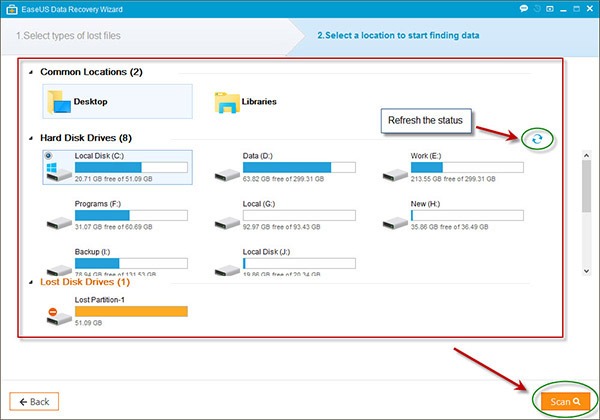 EaseUS Data Recovery Wizard
1.Select types of lost files
2.Select a location to start finding data
Common Locations (2)
Desktop
Libraries
Refresh the status
Hard Disk Drives (8)
Local Disk (C:)
Data (D:)
Work (E:)
20.71 GB free of 51.09 GB
63.82 GB free of 299.31 GB
213.55 GB free of 299.31 GB
Programs (F:)
Local (G:)
New (H:)
31.07 GB free of 60.69 GB
92.97 GB free of 93.43 GB
35.86 GB free of 36.49 GB
Backup (I:)
Local Disk (J:)
78.94 GB free of 131.53 GB
19.86 GB free of 20.34 GB
Lost Disk Drives (1)
Lost Partition-1
51.09 GB
Back
Scan